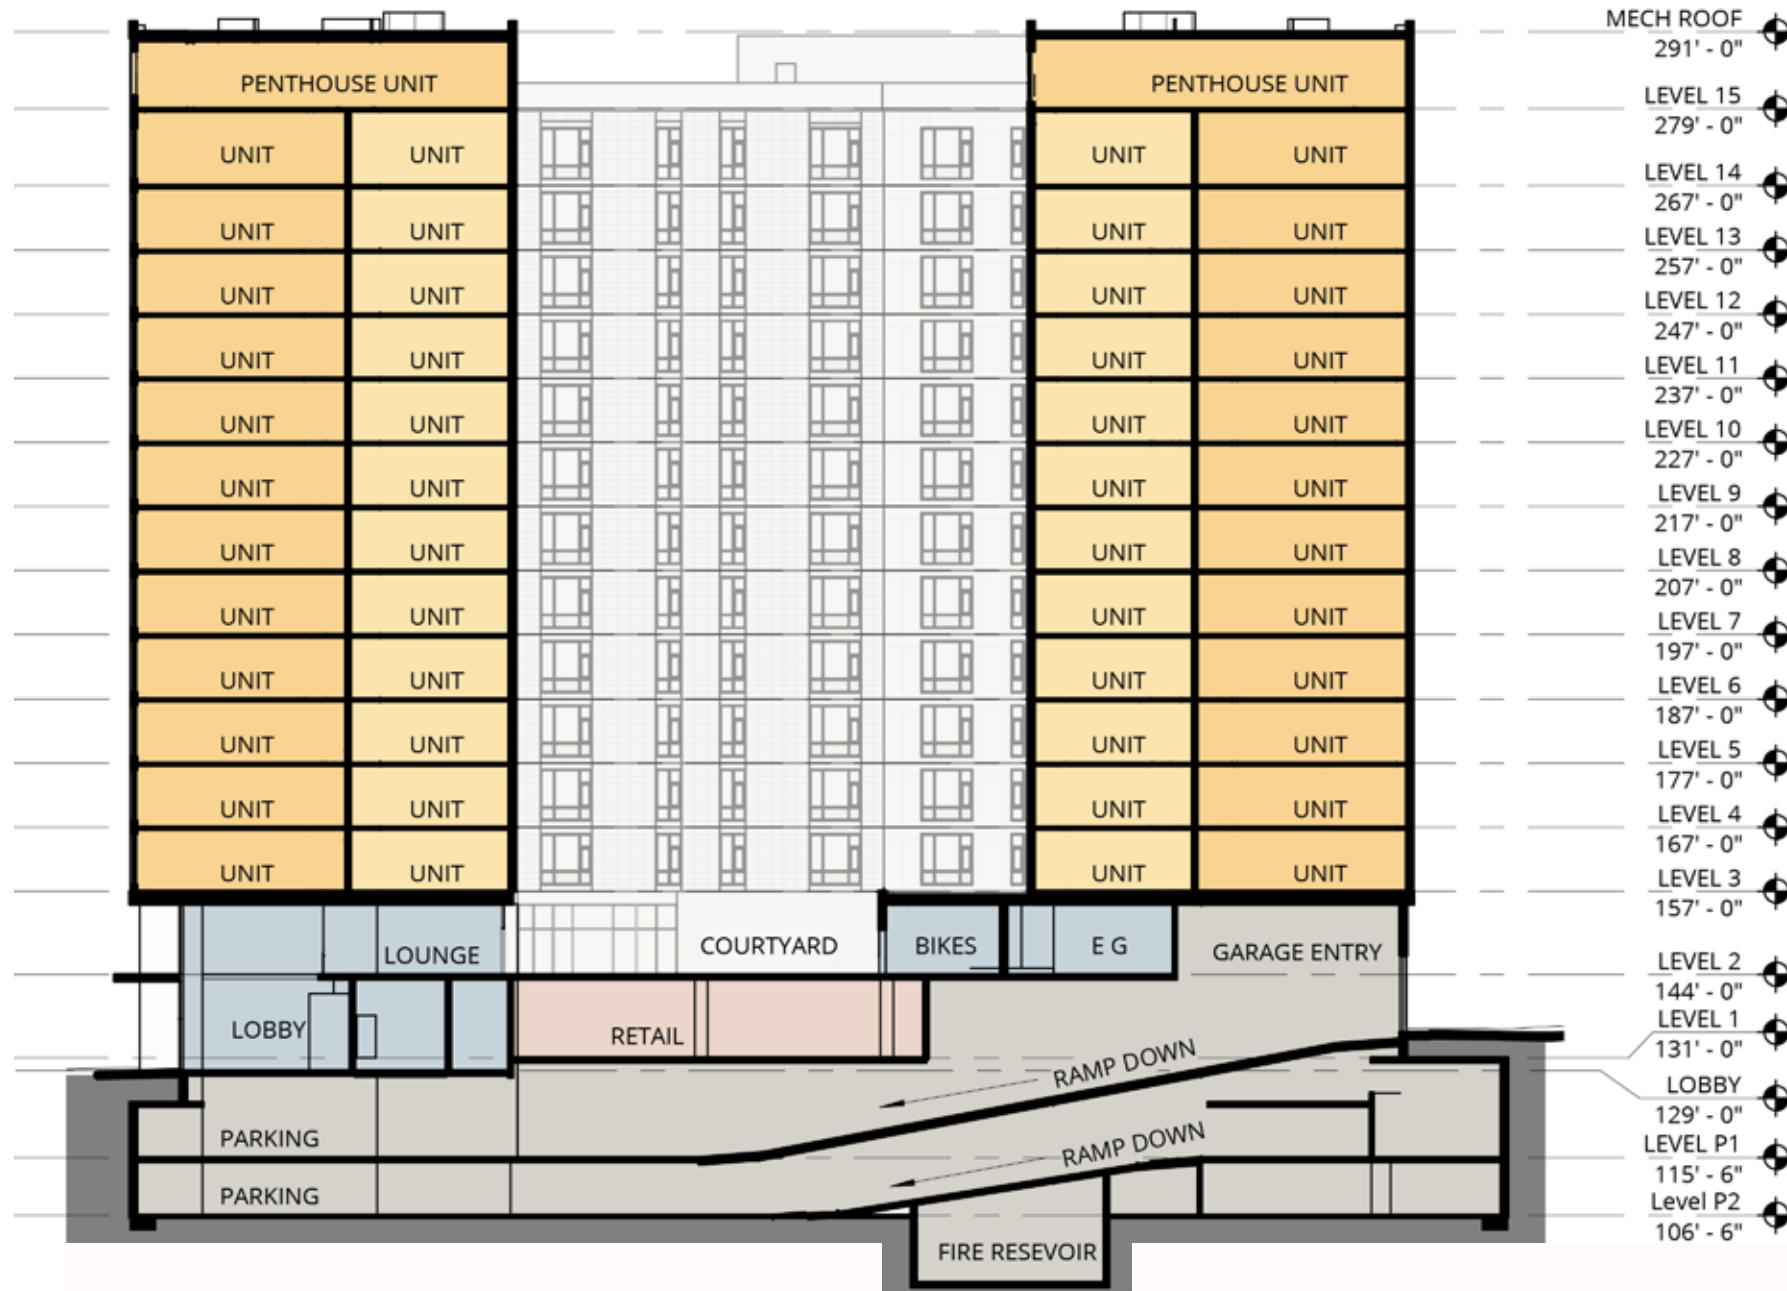 MECH ROOF
291' - 0"
PENTHOUSE UNIT PENTHOUSE UNIT
LEVEL 15
279' - 0"
UNIT UNIT UNIT UNIT
LEVEL 14
267' - 0"
UNIT UNIT UNIT UNIT
LEVEL 13
257' - 0"
UNIT UNIT UNIT UNIT
LEVEL 12
247' - 0"
UNIT UNIT UNIT UNIT
LEVEL 11
237' - 0"
UNIT UNIT UNIT UNIT
LEVEL 10
227' - 0"
UNIT UNIT UNIT UNIT
LEVEL 9
217' - 0"
UNIT UNIT UNIT UNIT
LEVEL 8
207' - 0"
UNIT UNIT UNIT UNIT
LEVEL 7
197' - 0"
UNIT UNIT UNIT UNIT
LEVEL 6
187' - 0"
UNIT UNIT UNIT UNIT
LEVEL 5
177' - 0"
UNIT UNIT UNIT UNIT
LEVEL 4
167' - 0"
UNIT UNIT UNIT UNIT
LEVEL 3
157' - 0"
LOUNGE COURTYARD BIKES E G GARAGE ENTRY
LEVEL 2
144' - 0"
LOBBY RETAIL
LEVEL 1
131' - 0"
RAMP DOWN
LOBBY
129' - 0"
PARKING RAMP DOWN
LEVEL P1
115' - 6"
PARKING
Level P2
106' - 6"
FIRE RESEVOIR